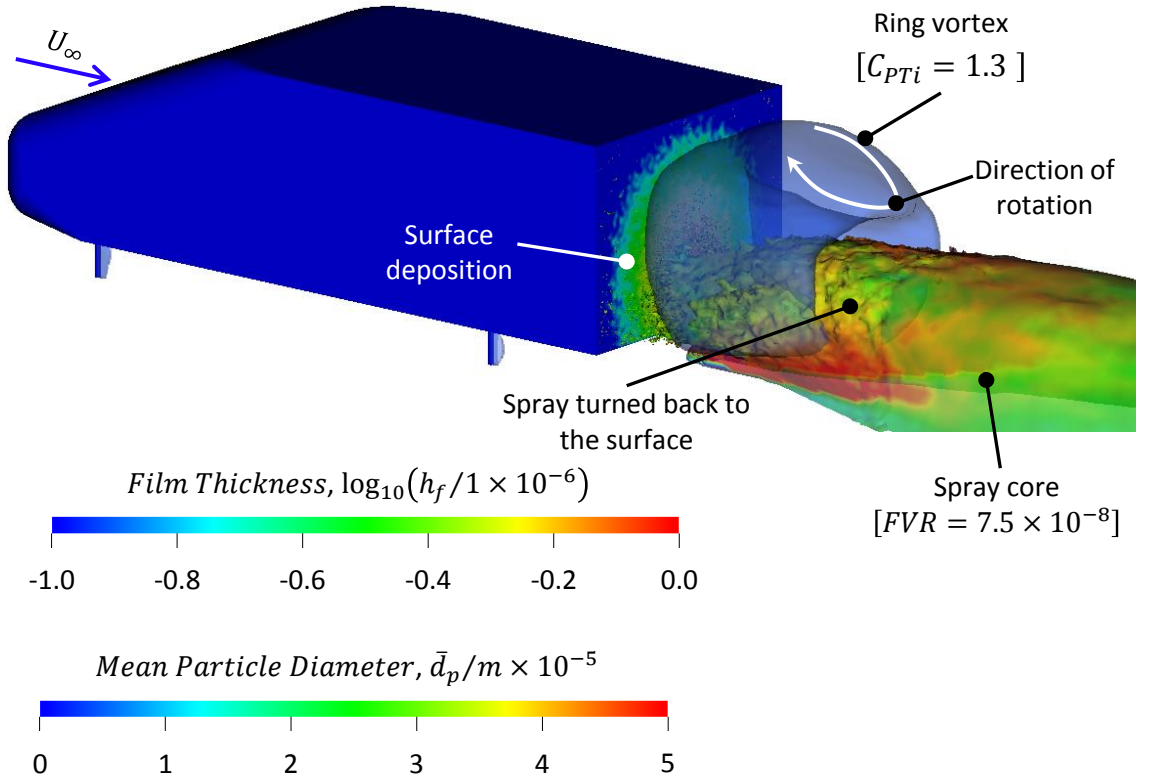 U∞
Ring vortex
[C_PTi = 1.3 ]
Direction of
rotation
Surface
deposition
Spray turned back to
the surface
Spray core
[FVR = 7.5 × 10⁻⁸]
Film Thickness, log₁₀(h_f/1 × 10⁻⁶)
-1.0 -0.8 -0.6 -0.4 -0.2 0.0
Mean Particle Diameter, d̄_p/m × 10⁻⁵
0 1 2 3 4 5